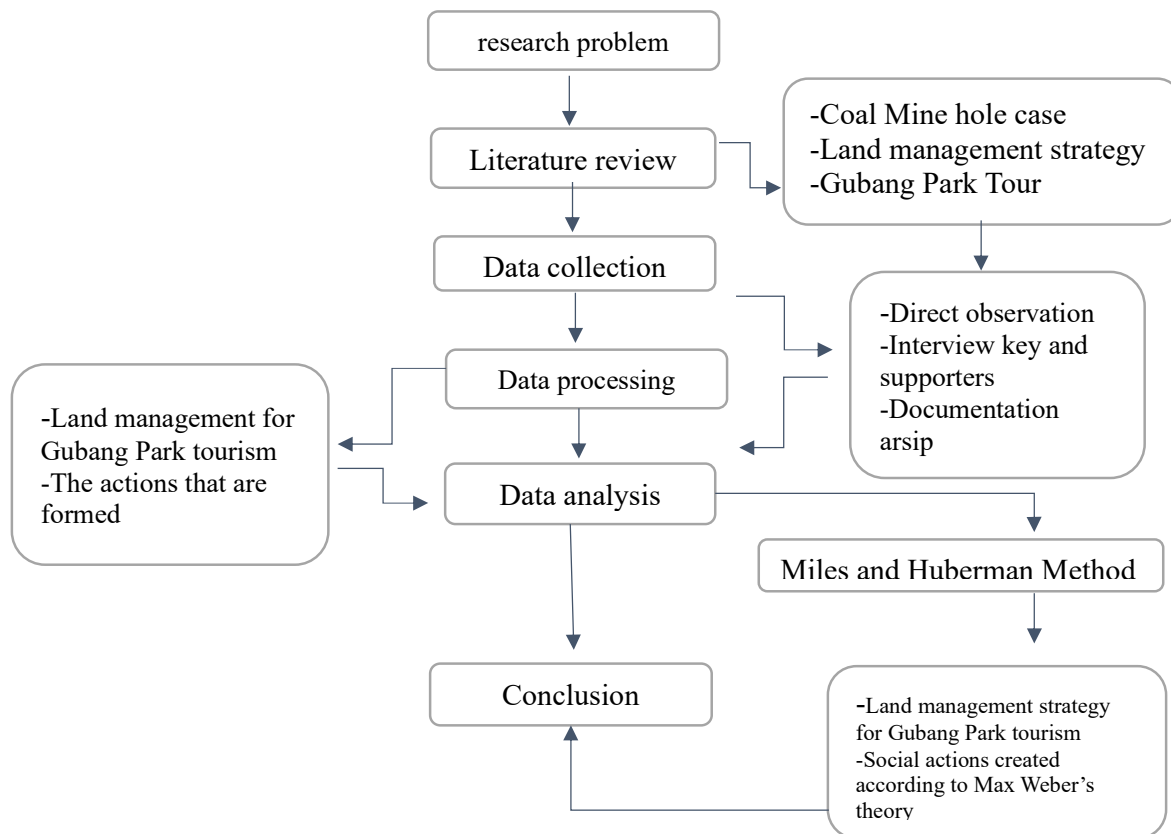 research problem
Literature review
-Coal Mine hole case
-Land management strategy
-Gubang Park Tour
Data collection
-Direct observation
-Interview key and
supporters
-Documentation
arsip
Data processing
-Land management for
Gubang Park tourism
-The actions that are
formed
Data analysis
Miles and Huberman Method
Conclusion
-Land management strategy
for Gubang Park tourism
-Social actions created
according to Max Weber’s
theory